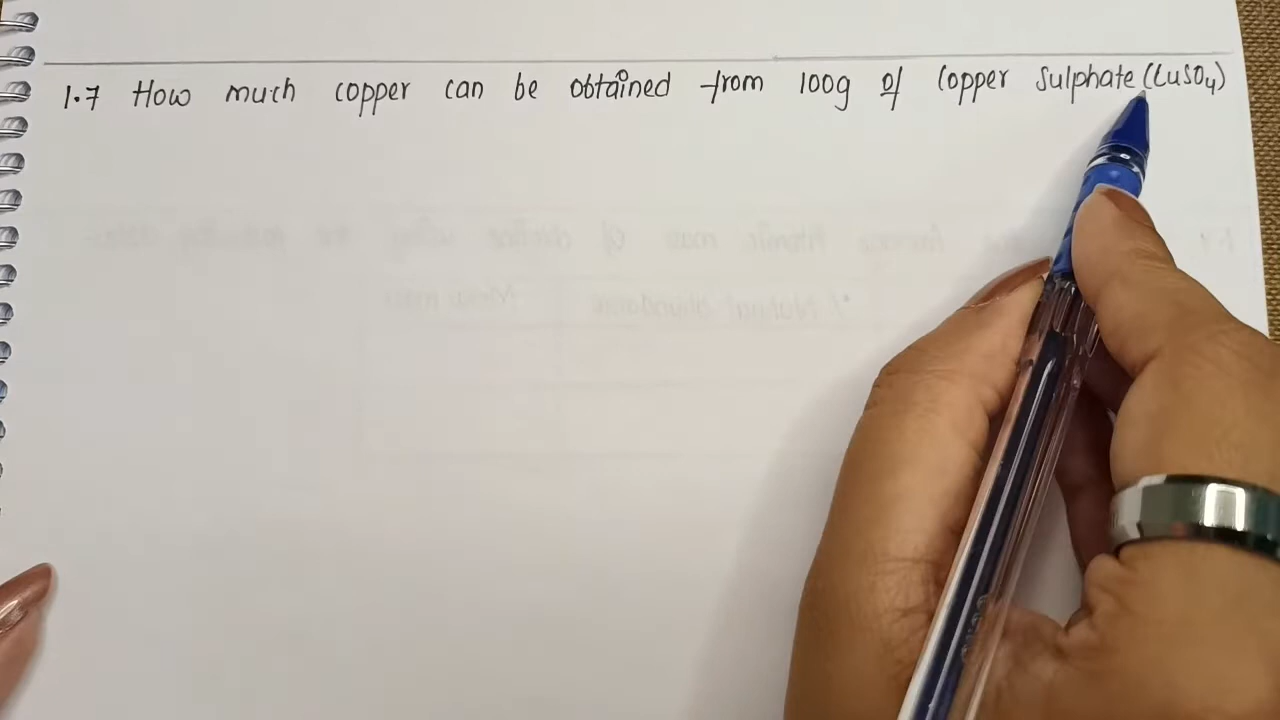 1.7 How much copper can be obtained from 100g of Copper Sulphate (CuSO4)